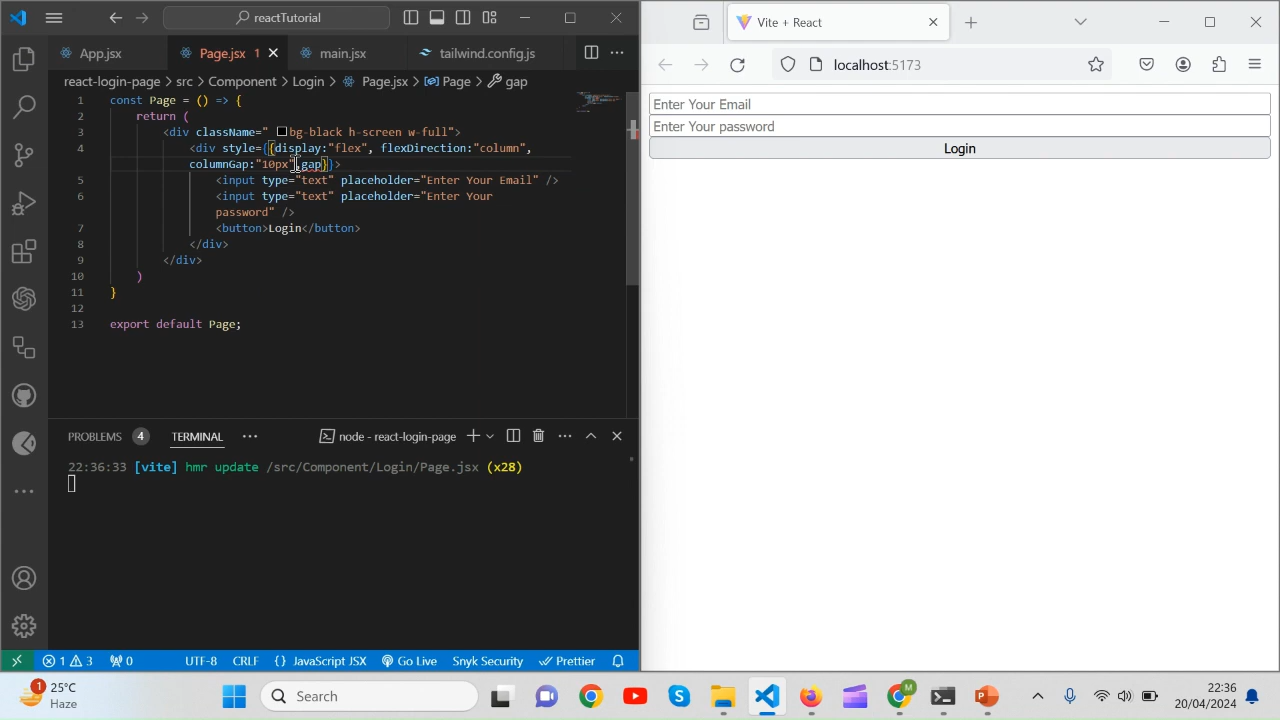 reactTutorial
App.jsx
Page.jsx 1
main.jsx
tailwind.config.js
react-login-page > src > Component > Login > Page.jsx > Page > gap
1 const Page = () => {
2 return (
3 <div className=" bg-black h-screen w-full">
4 <div style={{display:"flex", flexDirection:"column",
columnGap:"10px",gap}}>
5 <input type="text" placeholder="Enter Your Email" />
6 <input type="text" placeholder="Enter Your
password" />
7 <button>Login</button>
8 </div>
9 </div>
10 )
11 }
12
13 export default Page;
PROBLEMS 4 TERMINAL
node - react-login-page
22:36:33 [vite] hmr update /src/Component/Login/Page.jsx (x28)
1 3 0
UTF-8 CRLF {} JavaScript JSX Go Live Snyk Security Prettier
Vite + React
localhost:5173
Enter Your Email
Enter Your password
Login
1
25°C
Haze
Search
M
22:36
20/04/2024